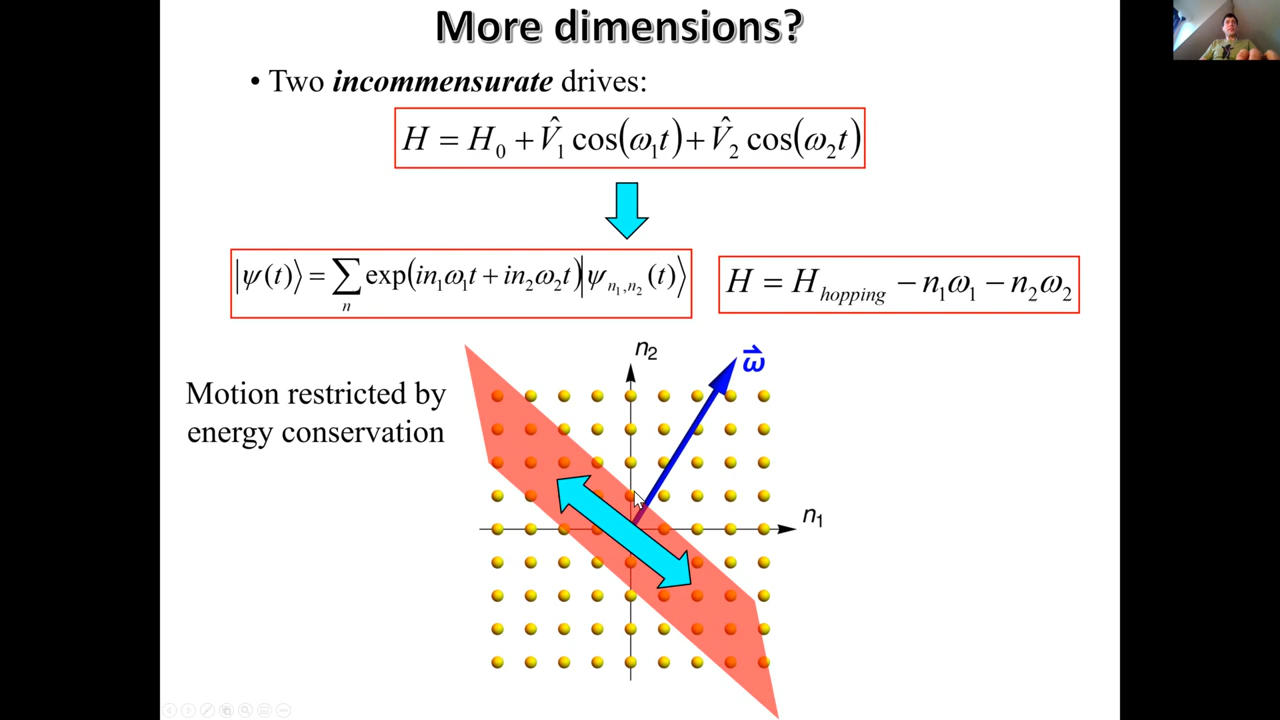 More dimensions?
• Two incommensurate drives:
H = H₀ + V̂₁ cos(ω₁t) + V̂₂ cos(ω₂t)
|ψ(t)⟩ = ∑ₙ exp(in₁ω₁t + in₂ω₂t)|ψₙ₁,ₙ₂(t)⟩
H = H_hopping − n₁ω₁ − n₂ω₂
n₂
ω⃗
Motion restricted by
energy conservation
n₁